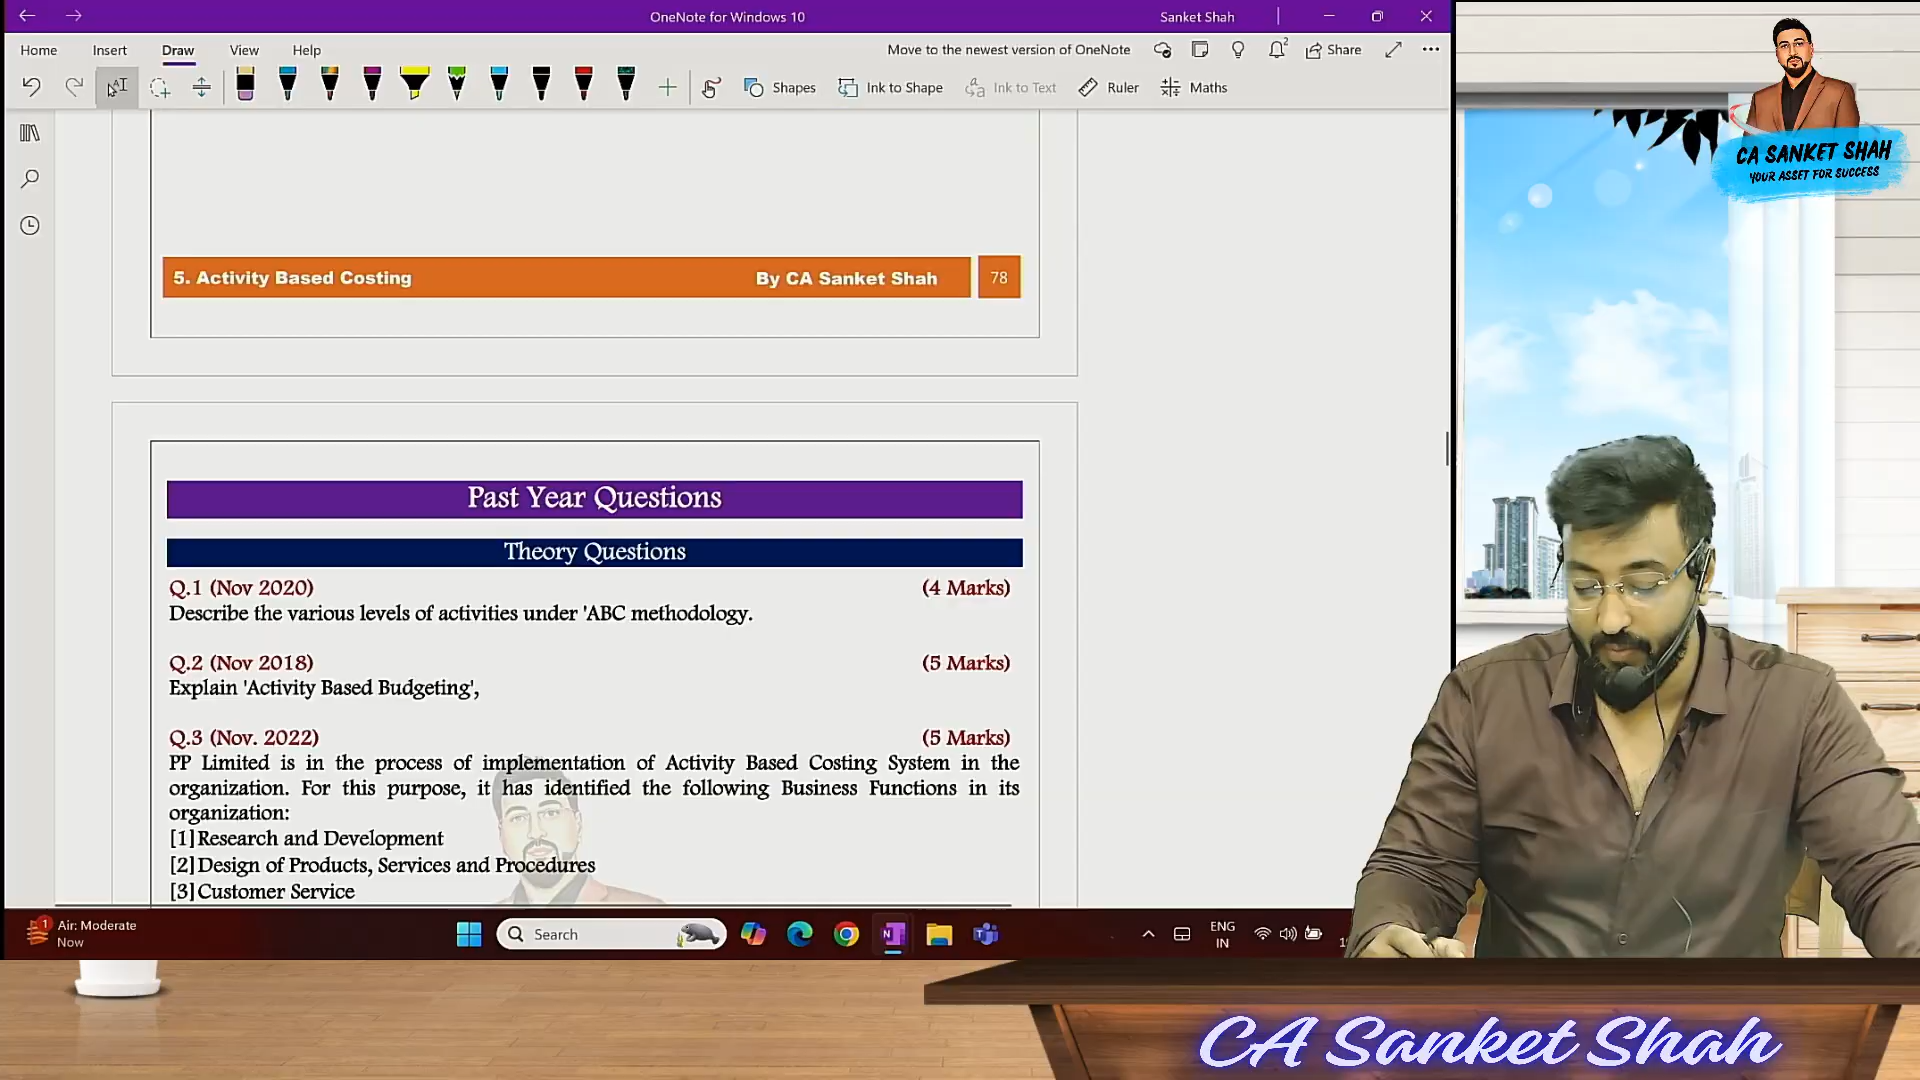 OneNote for Windows 10
Sanket Shah
Home Insert Draw View Help
Move to the newest version of OneNote
2
Share
Shapes
Ink to Shape
Ink to Text
Ruler
Maths
CA SANKET SHAH
YOUR ASSET FOR SUCCESS
5. Activity Based Costing By CA Sanket Shah 78
Past Year Questions
Theory Questions
Q.1 (Nov 2020) (4 Marks)
Describe the various levels of activities under 'ABC methodology.
Q.2 (Nov 2018) (5 Marks)
Explain 'Activity Based Budgeting',
Q.3 (Nov. 2022) (5 Marks)
PP Limited is in the process of implementation of Activity Based Costing System in the
organization. For this purpose, it has identified the following Business Functions in its
organization:
[1] Research and Development
[2] Design of Products, Services and Procedures
[3] Customer Service
1
Air: Moderate
Now
Search
ENG
IN
CA Sanket Shah